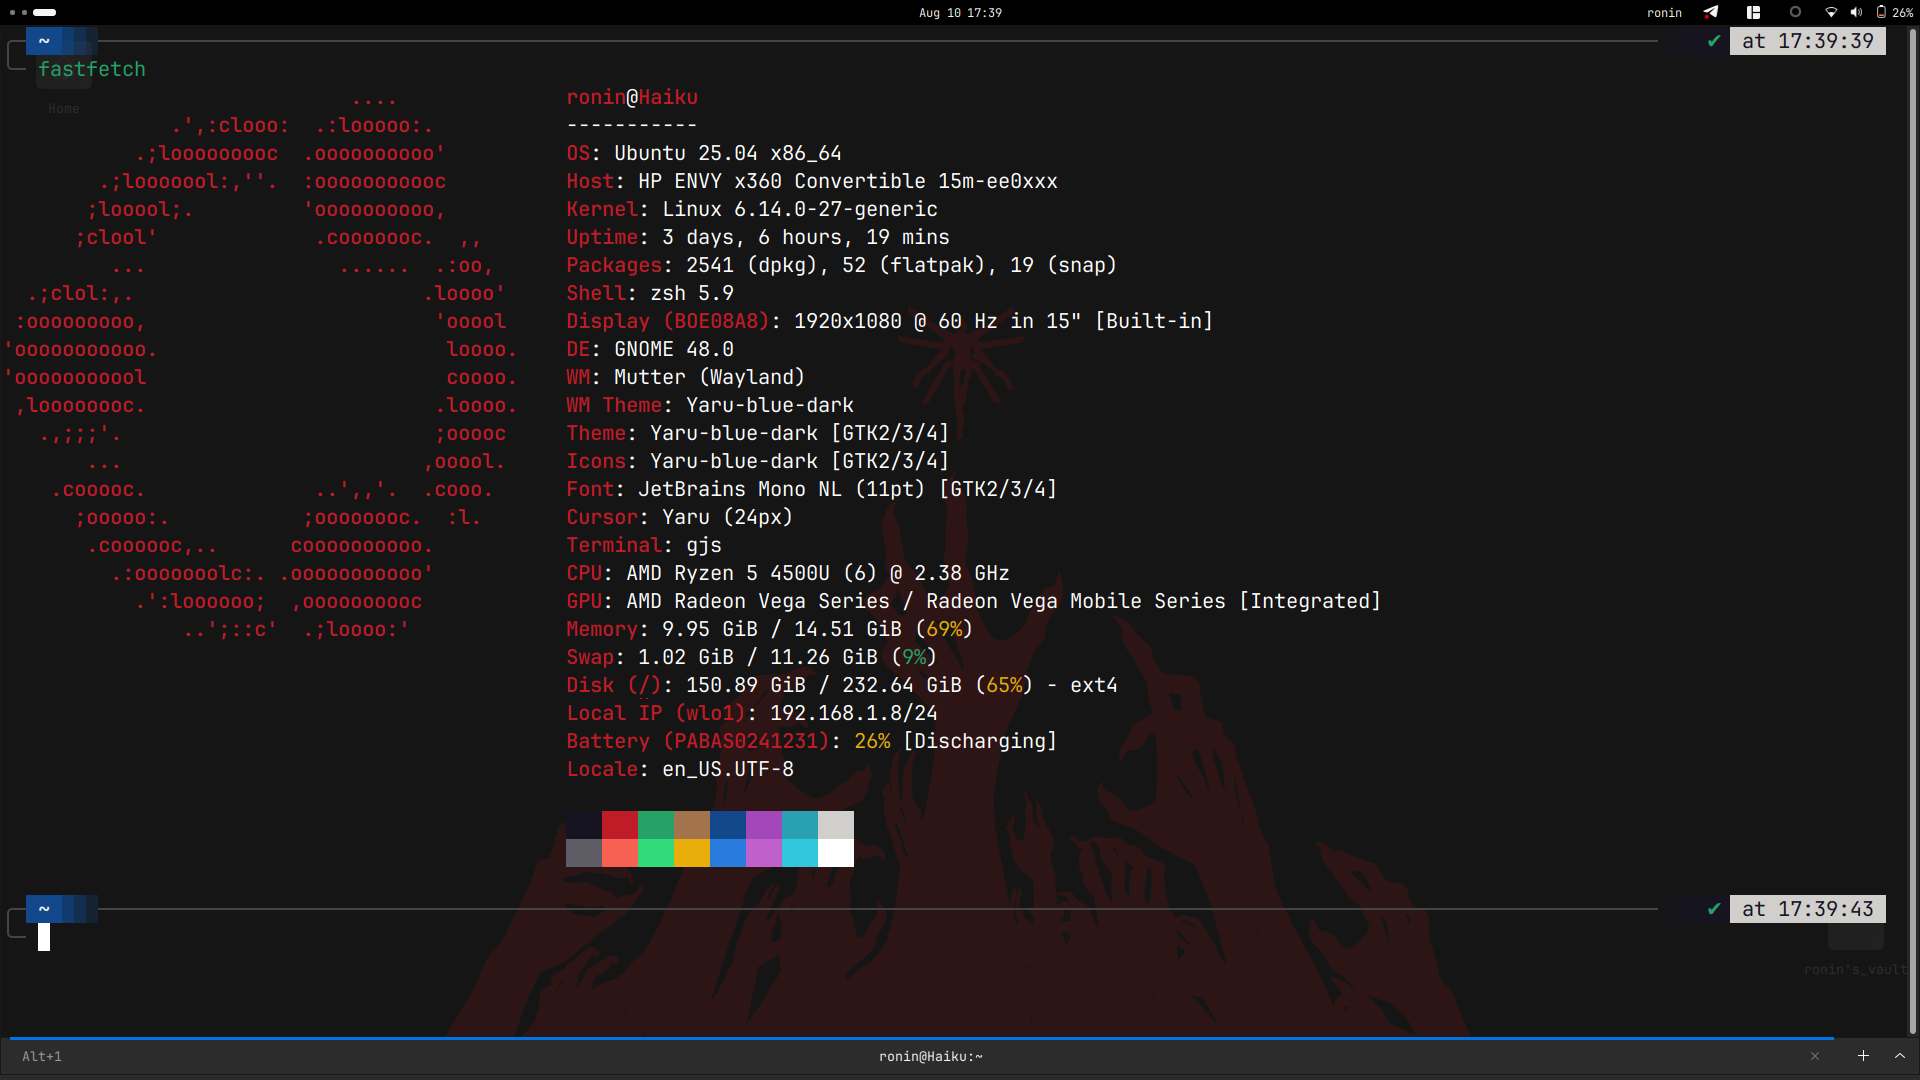 Aug 10 17:39
ronin
26%
~
✔ at 17:39:39
fastfetch
Home
....
.',:clooo:  .:looooo:.
.;looooooooc  .oooooooooo'
.;looooool:,''.  :ooooooooooc
;looool;.         'oooooooooo,
;clool'             .cooooooc.  ,,
...                ......  .:oo,
.;clol:,.                        .loooo'
:ooooooooo,                        'ooool
'ooooooooooo.                        loooo.
'ooooooooool                         coooo.
,loooooooc.                        .loooo.
.,;;;'.                          ;ooooc
...                         ,ooool.
.cooooc.              ..',,'.  .cooo.
;ooooo:.           ;oooooooc.  :l.
.coooooc,..      coooooooooo.
.:ooooooolc:. .ooooooooooo'
.':loooooo;  ,oooooooooc
..';::c'  .;loooo:'
ronin@Haiku
-----------
OS: Ubuntu 25.04 x86_64
Host: HP ENVY x360 Convertible 15m-ee0xxx
Kernel: Linux 6.14.0-27-generic
Uptime: 3 days, 6 hours, 19 mins
Packages: 2541 (dpkg), 52 (flatpak), 19 (snap)
Shell: zsh 5.9
Display (BOE08A8): 1920x1080 @ 60 Hz in 15" [Built-in]
DE: GNOME 48.0
WM: Mutter (Wayland)
WM Theme: Yaru-blue-dark
Theme: Yaru-blue-dark [GTK2/3/4]
Icons: Yaru-blue-dark [GTK2/3/4]
Font: JetBrains Mono NL (11pt) [GTK2/3/4]
Cursor: Yaru (24px)
Terminal: gjs
CPU: AMD Ryzen 5 4500U (6) @ 2.38 GHz
GPU: AMD Radeon Vega Series / Radeon Vega Mobile Series [Integrated]
Memory: 9.95 GiB / 14.51 GiB (69%)
Swap: 1.02 GiB / 11.26 GiB (9%)
Disk (/): 150.89 GiB / 232.64 GiB (65%) - ext4
Local IP (wlo1): 192.168.1.8/24
Battery (PABAS0241231): 26% [Discharging]
Locale: en_US.UTF-8
~
✔ at 17:39:43
ronin's_vault
Alt+1
ronin@Haiku:~